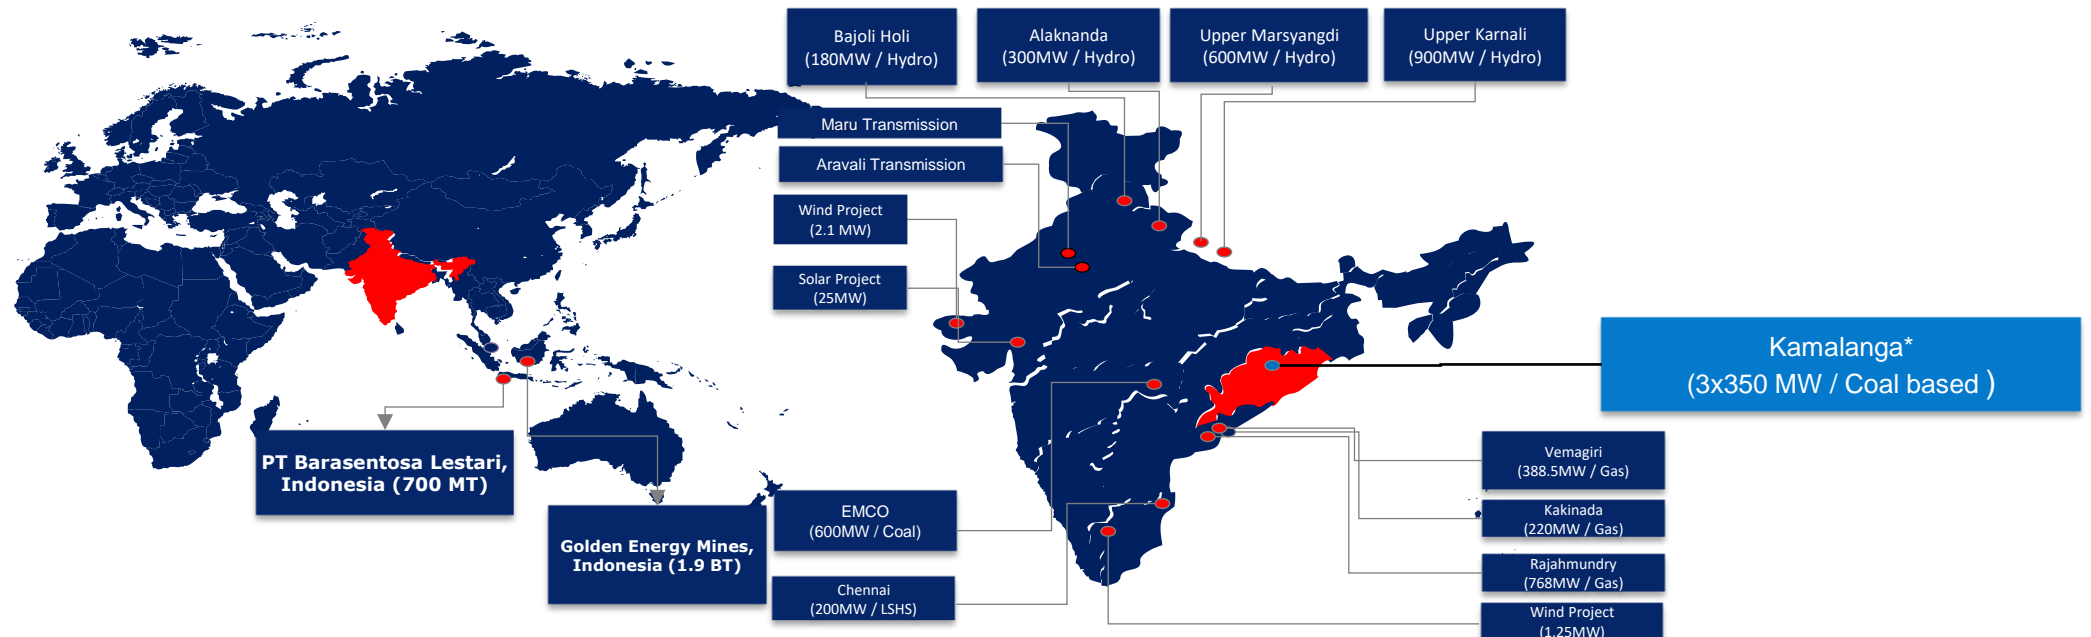 Bajoli Holi
(180MW / Hydro)
Alaknanda
(300MW / Hydro)
Upper Marsyangdi
(600MW / Hydro)
Upper Karnali
(900MW / Hydro)
Maru Transmission
Aravali Transmission
Wind Project
(2.1 MW)
Solar Project
(25MW)
Kamalanga*
(3x350 MW / Coal based )
PT Barasentosa Lestari,
Indonesia (700 MT)
Golden Energy Mines,
Indonesia (1.9 BT)
EMCO
(600MW / Coal)
Chennai
(200MW / LSHS)
Vemagiri
(388.5MW / Gas)
Kakinada
(220MW / Gas)
Rajahmundry
(768MW / Gas)
Wind Project
(1.25MW)